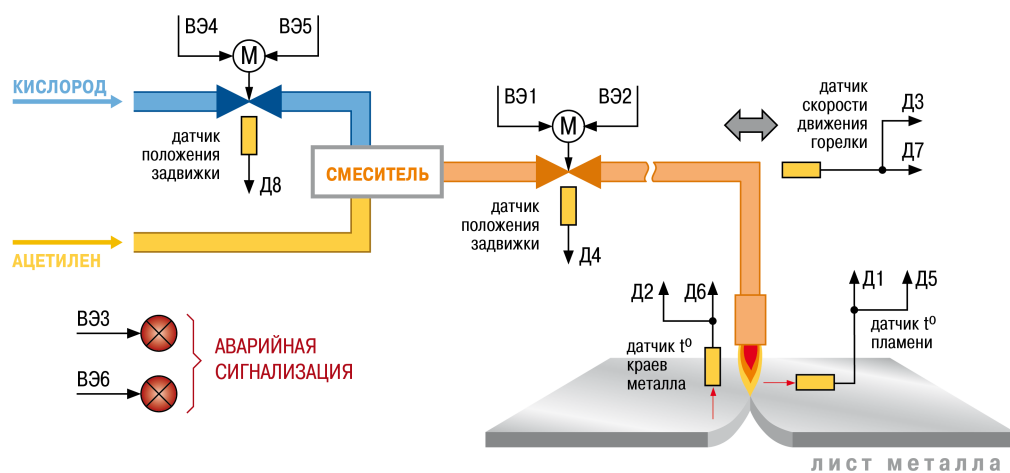 ВЭ4
ВЭ5
М
КИСЛОРОД
датчик
положения
задвижки
Д8
СМЕСИТЕЛЬ
АЦЕТИЛЕН
ВЭ1
ВЭ2
М
датчик
положения
задвижки
Д4
датчик
скорости
движения
горелки
Д3
Д7
Д2
Д6
датчик tº
краев
металла
Д1
Д5
датчик tº
пламени
ВЭ3
ВЭ6
АВАРИЙНАЯ
СИГНАЛИЗАЦИЯ
лист металла